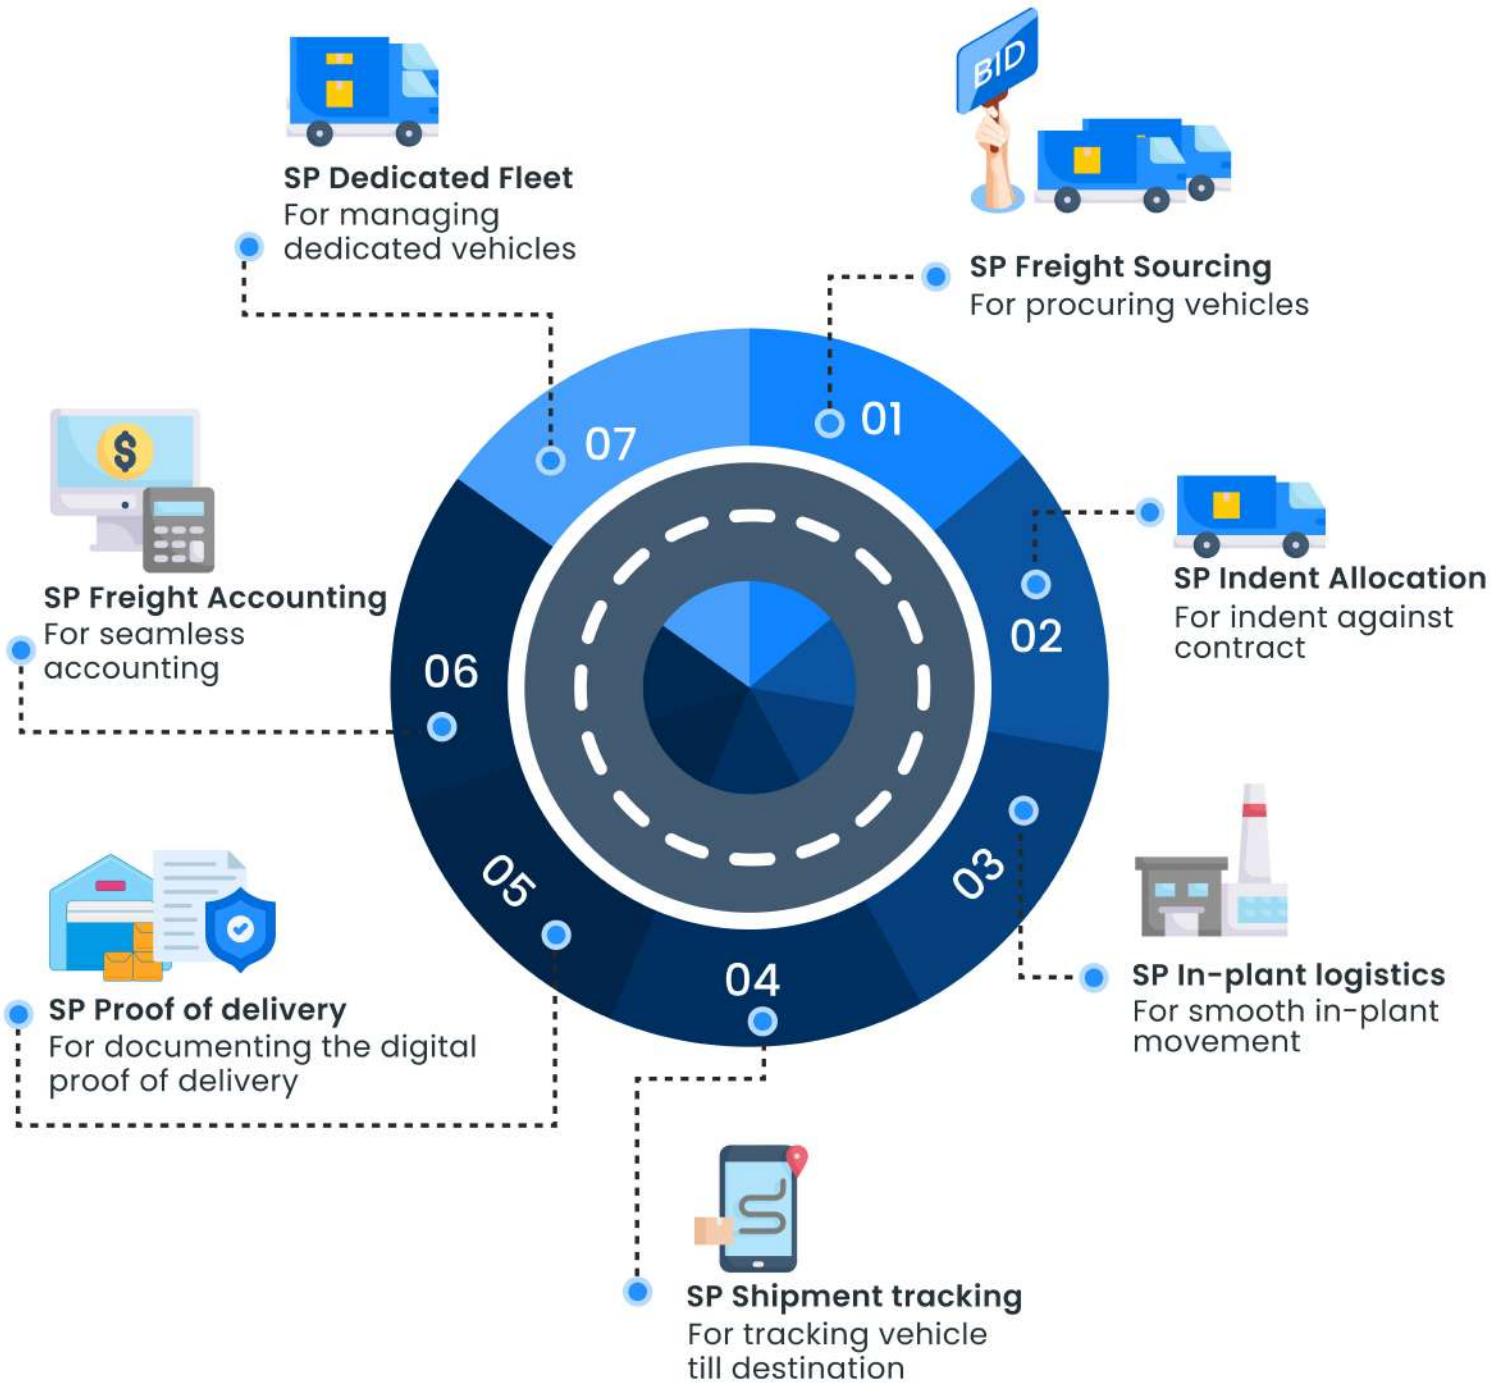 BID
SP Freight Sourcing
For procuring vehicles
01
SP Indent Allocation
For indent against
contract
02
SP In-plant logistics
For smooth in-plant
movement
03
SP Shipment tracking
For tracking vehicle
till destination
04
SP Proof of delivery
For documenting the digital
proof of delivery
05
SP Freight Accounting
For seamless
accounting
06
SP Dedicated Fleet
For managing
dedicated vehicles
07
$